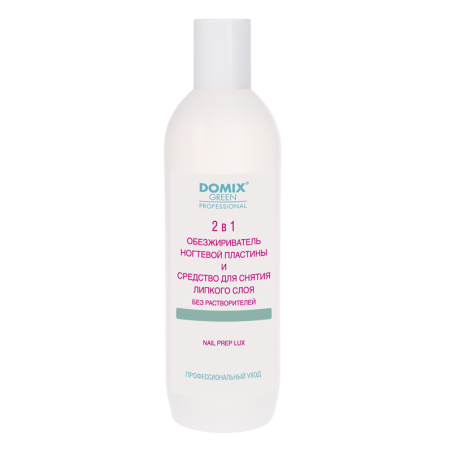 DOMIX®
GREEN
PROFESSIONAL
2 в 1
ОБЕЗЖИРИВАТЕЛЬ
НОГТЕВОЙ ПЛАСТИНЫ
И
СРЕДСТВО ДЛЯ СНЯТИЯ
ЛИПКОГО СЛОЯ
БЕЗ РАСТВОРИТЕЛЕЙ
NAIL PREP LUX
ПРОФЕССИОНАЛЬНЫЙ УХОД